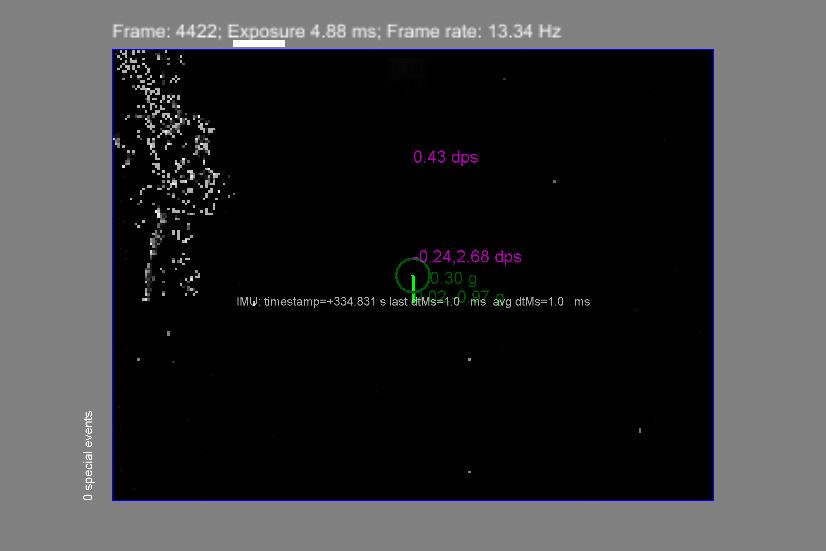 Frame: 4422; Exposure 4.88 ms; Frame rate: 13.34 Hz
0.43 dps
-0.24,2.68 dps
0.30 g
IMU: timestamp=+334.831 s last dtMs=1.0 ms avg dtMs=1.0 ms
0 special events